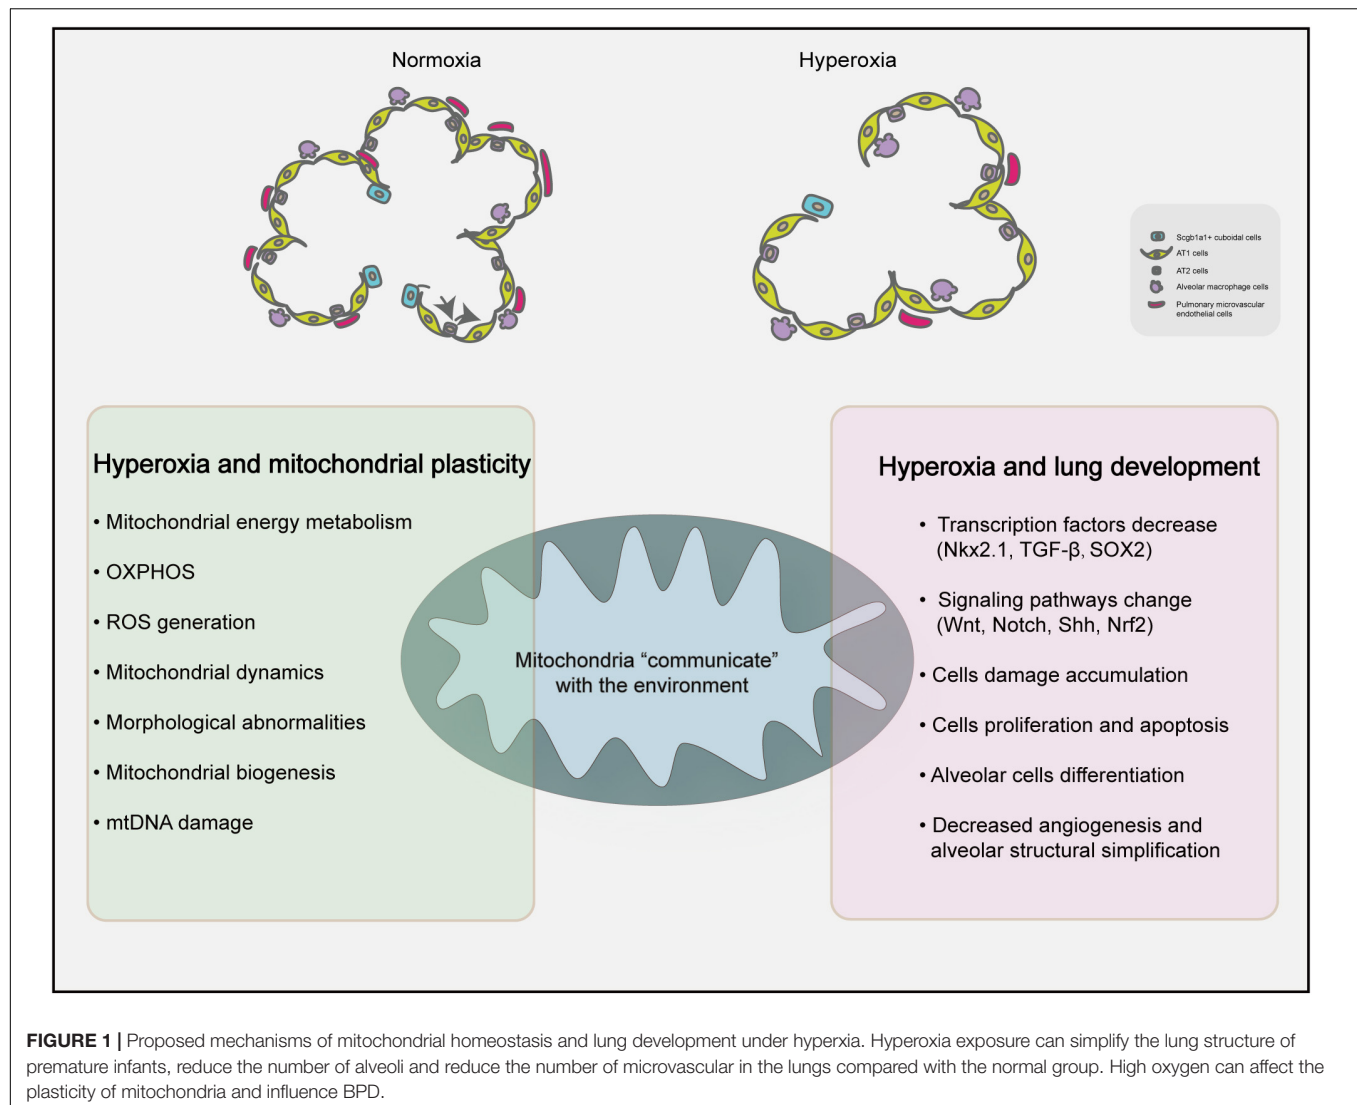 Normoxia
Hyperoxia
Scgb1a1+ cuboidal cells
AT1 cells
AT2 cells
Alveolar macrophage cells
Pulmonary microvascular
endothelial cells
Hyperoxia and mitochondrial plasticity
• Mitochondrial energy metabolism
• OXPHOS
• ROS generation
• Mitochondrial dynamics
• Morphological abnormalities
• Mitochondrial biogenesis
• mtDNA damage
Mitochondria “communicate”
with the environment
Hyperoxia and lung development
• Transcription factors decrease
(Nkx2.1, TGF-β, SOX2)
• Signaling pathways change
(Wnt, Notch, Shh, Nrf2)
• Cells damage accumulation
• Cells proliferation and apoptosis
• Alveolar cells differentiation
• Decreased angiogenesis and
alveolar structural simplification
FIGURE 1 | Proposed mechanisms of mitochondrial homeostasis and lung development under hyperxia. Hyperoxia exposure can simplify the lung structure of
premature infants, reduce the number of alveoli and reduce the number of microvascular in the lungs compared with the normal group. High oxygen can affect the
plasticity of mitochondria and influence BPD.